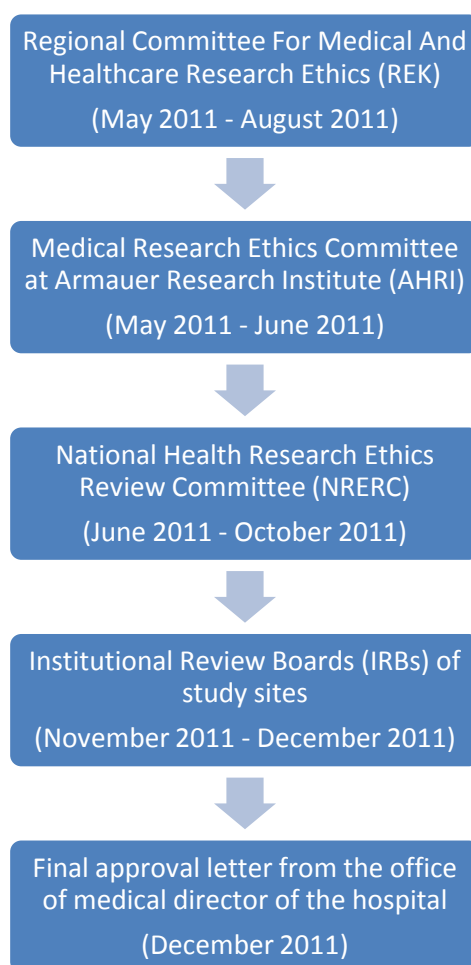 Regional Committee For Medical And
Healthcare Research Ethics (REK)
(May 2011 - August 2011)
Medical Research Ethics Committee
at Armauer Research Institute (AHRI)
(May 2011 - June 2011)
National Health Research Ethics
Review Committee (NRERC)
(June 2011 - October 2011)
Institutional Review Boards (IRBs) of
study sites
(November 2011 - December 2011)
Final approval letter from the office
of medical director of the hospital
(December 2011)